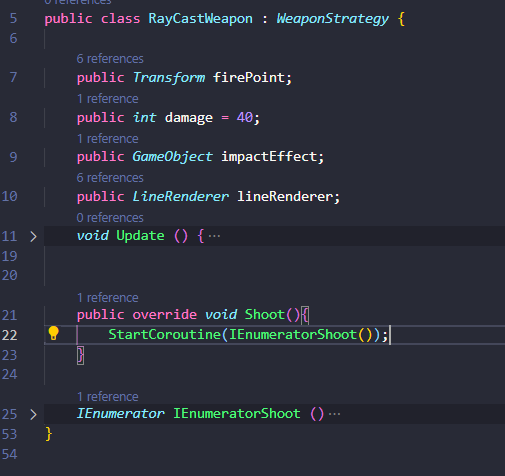 0 references
5 public class RayCastWeapon : WeaponStrategy {
6
6 references
7 public Transform firePoint;
1 reference
8 public int damage = 40;
1 reference
9 public GameObject impactEffect;
6 references
10 public LineRenderer lineRenderer;
0 references
11 > void Update () { ···
19
20
1 reference
21 public override void Shoot(){
22 StartCoroutine(IEnumeratorShoot());
23 }
24
1 reference
25 > IEnumerator IEnumeratorShoot () ···
53 }
54